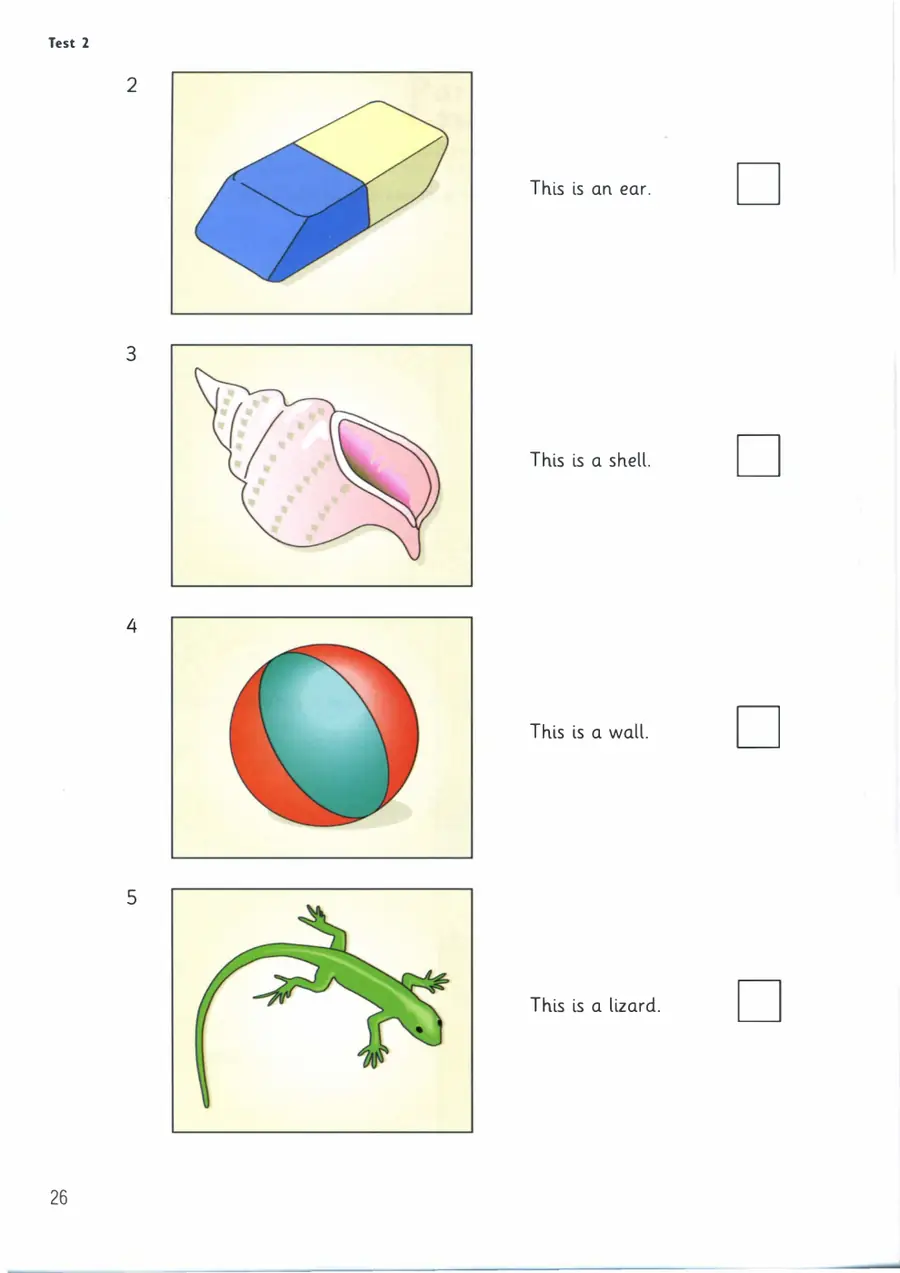 Test 2
2
This is an ear.
3
This is a shell.
4
This is a wall.
5
This is a lizard.
26